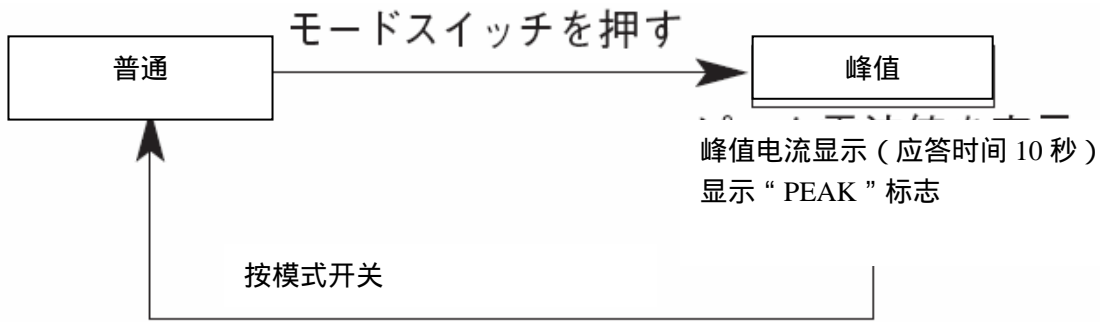 モードスイッチを押す
普通
峰值
峰值电流显示（应答时间 10 秒）
显示“PEAK”标志
按模式开关